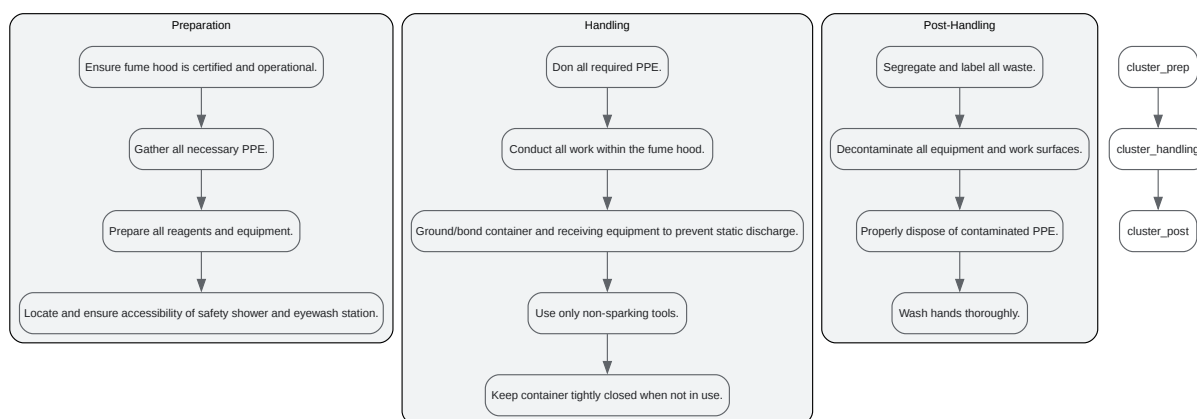 Preparation
Ensure fume hood is certified and operational.
Gather all necessary PPE.
Prepare all reagents and equipment.
Locate and ensure accessibility of safety shower and eyewash station.
Handling
Don all required PPE.
Conduct all work within the fume hood.
Ground/bond container and receiving equipment to prevent static discharge.
Use only non-sparking tools.
Keep container tightly closed when not in use.
Post-Handling
Segregate and label all waste.
Decontaminate all equipment and work surfaces.
Properly dispose of contaminated PPE.
Wash hands thoroughly.
cluster_prep
cluster_handling
cluster_post